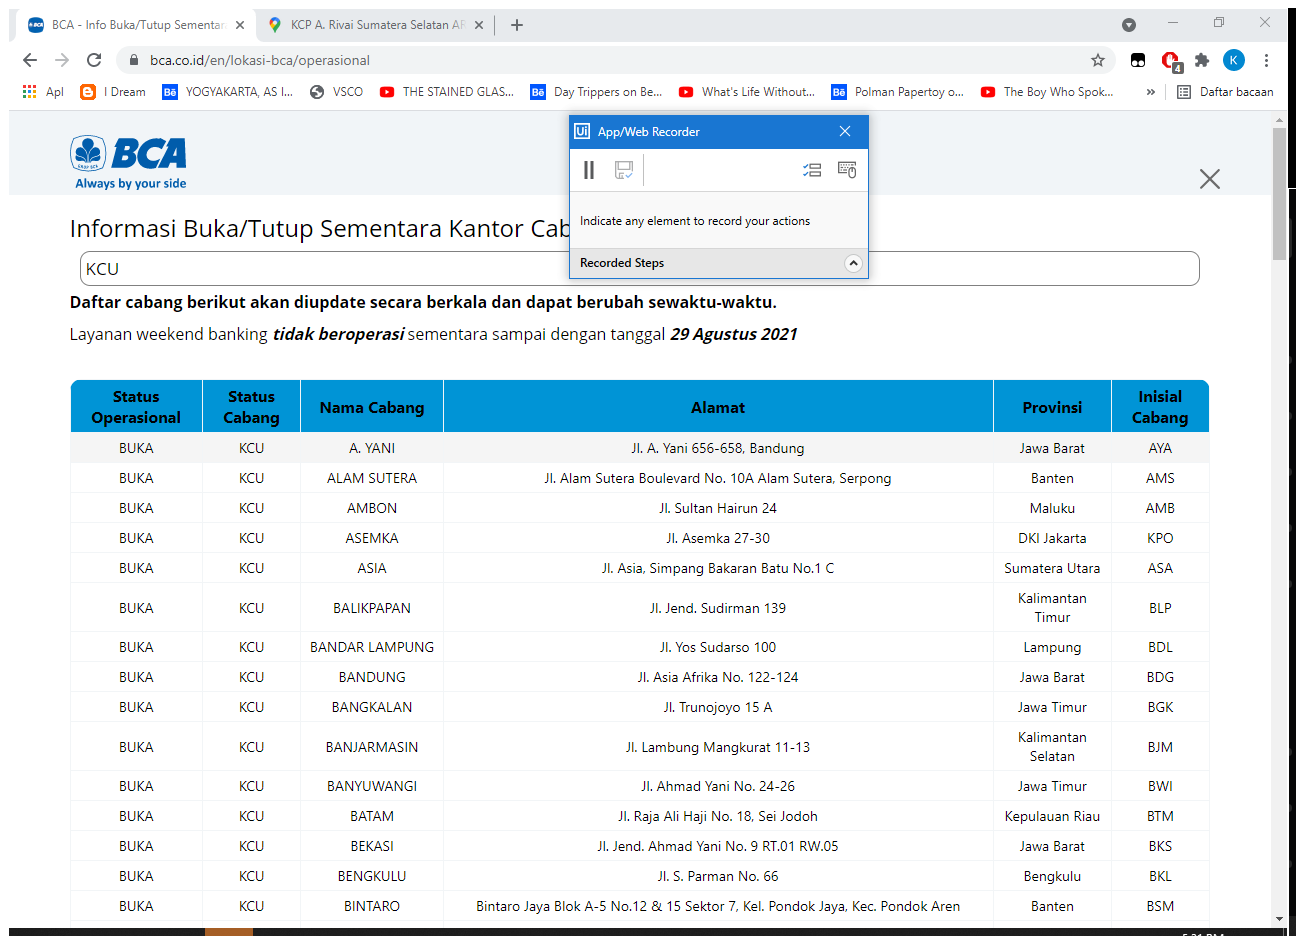 BCA - Info Buka/Tutup Sementar
KCP A. Rivai Sumatera Selatan AR
bca.co.id/en/lokasi-bca/operasional
4
K
Apl
I Dream
YOGYAKARTA, AS I...
VSCO
THE STAINED GLAS...
Day Trippers on Be...
What's Life Without...
Polman Papertoy o...
The Boy Who Spok...
»
Daftar bacaan
BCA
Always by your side
Ui App/Web Recorder
Indicate any element to record your actions
Recorded Steps
Informasi Buka/Tutup Sementara Kantor Cab
KCU
Daftar cabang berikut akan diupdate secara berkala dan dapat berubah sewaktu-waktu.
Layanan weekend banking tidak beroperasi sementara sampai dengan tanggal 29 Agustus 2021
Status Operasional Status Cabang Nama Cabang Alamat Provinsi Inisial Cabang
BUKA KCU A. YANI Jl. A. Yani 656-658, Bandung Jawa Barat AYA
BUKA KCU ALAM SUTERA Jl. Alam Sutera Boulevard No. 10A Alam Sutera, Serpong Banten AMS
BUKA KCU AMBON Jl. Sultan Hairun 24 Maluku AMB
BUKA KCU ASEMKA Jl. Asemka 27-30 DKI Jakarta KPO
BUKA KCU ASIA Jl. Asia, Simpang Bakaran Batu No.1 C Sumatera Utara ASA
BUKA KCU BALIKPAPAN Jl. Jend. Sudirman 139 Kalimantan Timur BLP
BUKA KCU BANDAR LAMPUNG Jl. Yos Sudarso 100 Lampung BDL
BUKA KCU BANDUNG Jl. Asia Afrika No. 122-124 Jawa Barat BDG
BUKA KCU BANGKALAN Jl. Trunojoyo 15 A Jawa Timur BGK
BUKA KCU BANJARMASIN Jl. Lambung Mangkurat 11-13 Kalimantan Selatan BJM
BUKA KCU BANYUWANGI Jl. Ahmad Yani No. 24-26 Jawa Timur BWI
BUKA KCU BATAM Jl. Raja Ali Haji No. 18, Sei Jodoh Kepulauan Riau BTM
BUKA KCU BEKASI Jl. Jend. Ahmad Yani No. 9 RT.01 RW.05 Jawa Barat BKS
BUKA KCU BENGKULU Jl. S. Parman No. 66 Bengkulu BKL
BUKA KCU BINTARO Bintaro Jaya Blok A-5 No.12 & 15 Sektor 7, Kel. Pondok Jaya, Kec. Pondok Aren Banten BSM